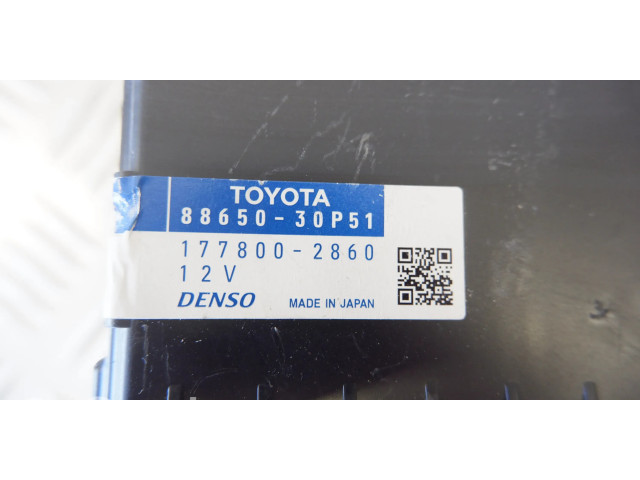 TOYOTA
88650-30P51
177800-2860
12V
DENSO MADE IN JAPAN